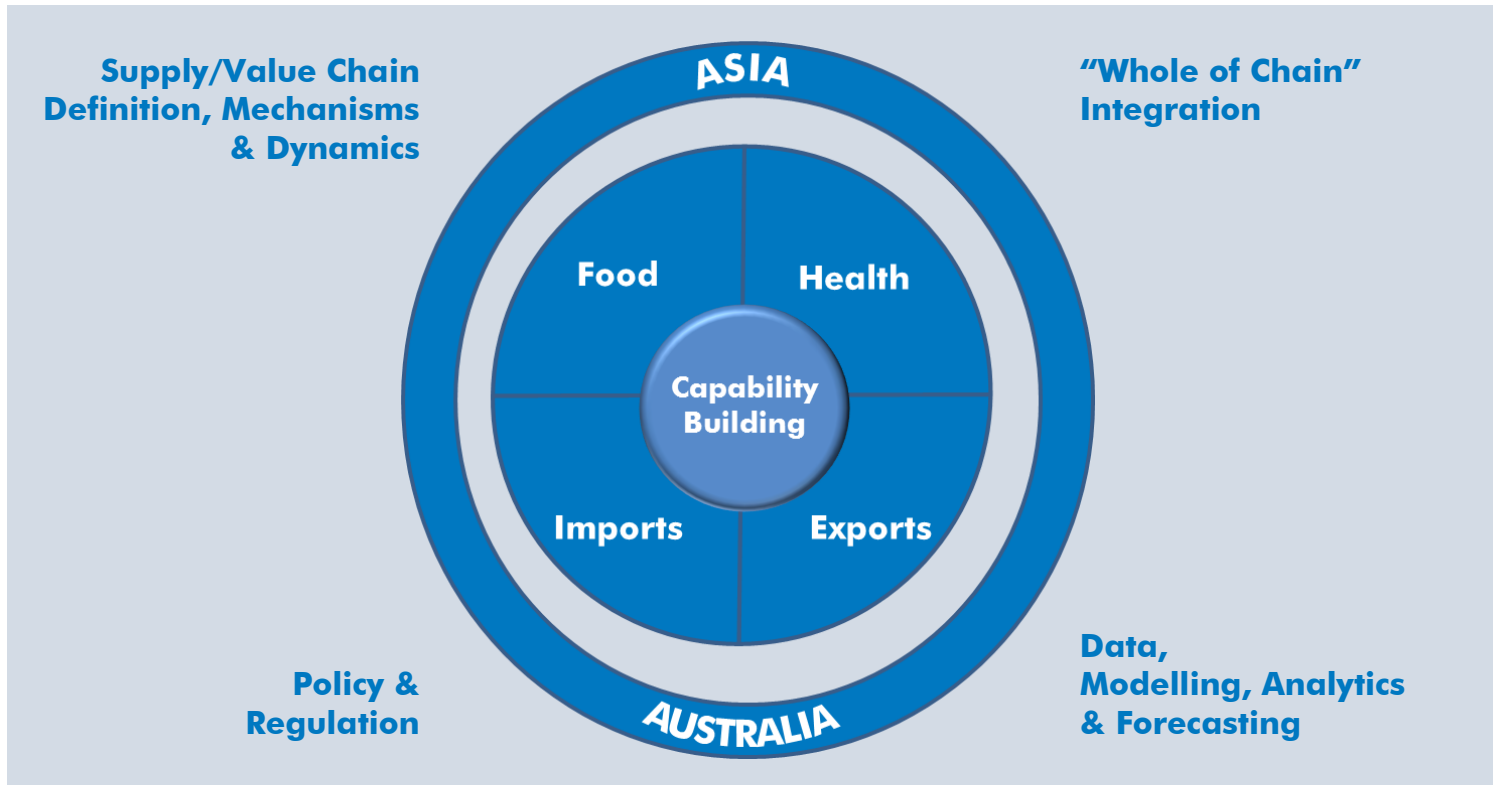 Supply/Value Chain
Definition, Mechanisms
& Dynamics
ASIA
“Whole of Chain”
Integration
Food
Health
Capability
Building
Imports
Exports
Policy &
Regulation
AUSTRALIA
Data,
Modelling, Analytics
& Forecasting